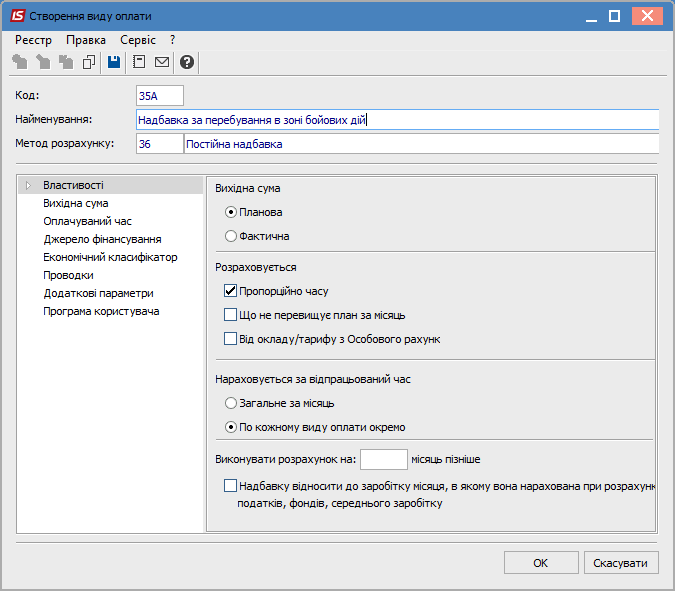 IS Створення виду оплати
Реєстр Правка Сервіс ?
Код: 35А
Найменування: Надбавка за перебування в зоні бойових дій
Метод розрахунку: 36 Постійна надбавка
Властивості
Вихідна сума
Оплачуваний час
Джерело фінансування
Економічний класифікатор
Проводки
Додаткові параметри
Програма користувача
Вихідна сума
Планова
Фактична
Розраховується
Пропорційно часу
Що не перевищує план за місяць
Від окладу/тарифу з Особового рахунк
Нараховується за відпрацьований час
Загальне за місяць
По кожному виду оплати окремо
Виконувати розрахунок на: місяць пізніше
Надбавку відносити до заробітку місяця, в якому вона нарахована при розрахунк
податків, фондів, середнього заробітку
ОК Скасувати